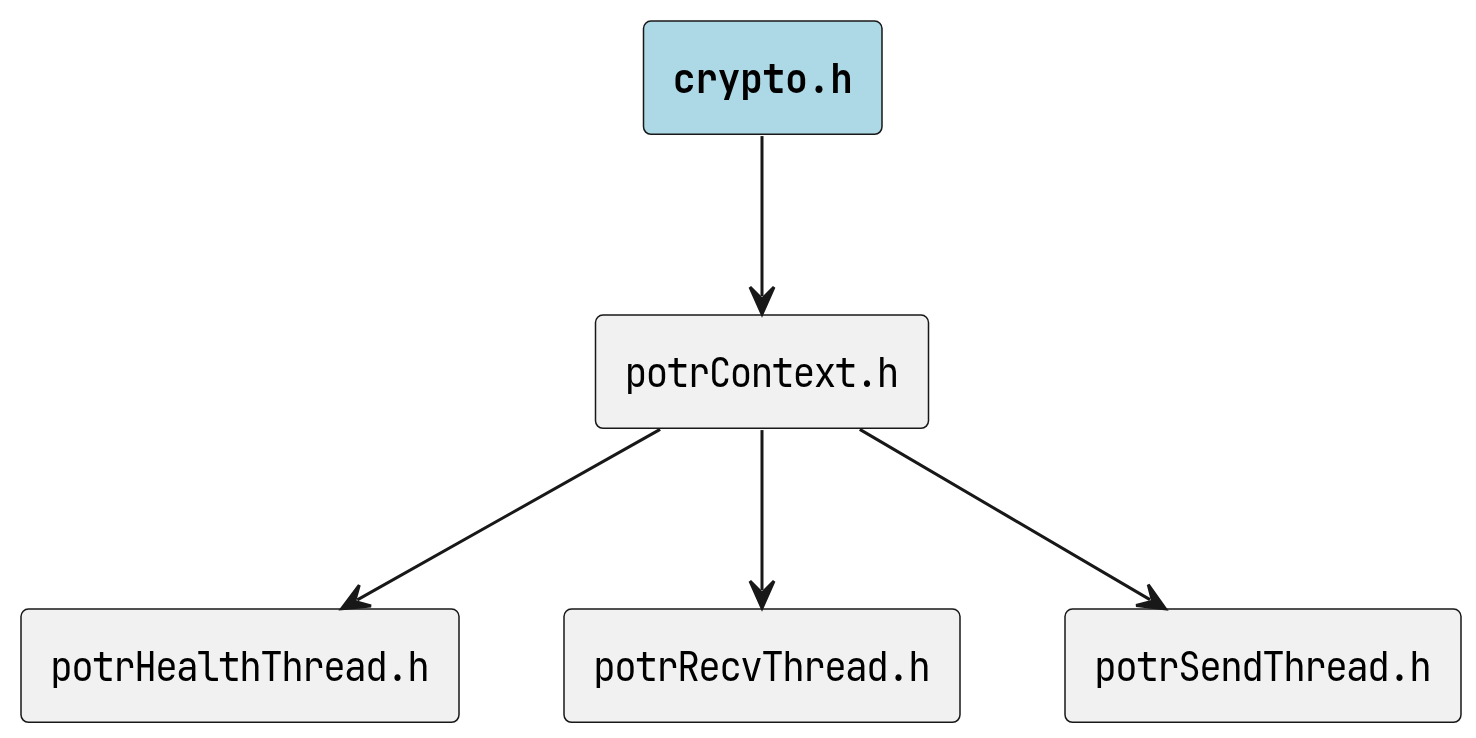 crypto.h
potrContext.h
potrHealthThread.h
potrRecvThread.h
potrSendThread.h